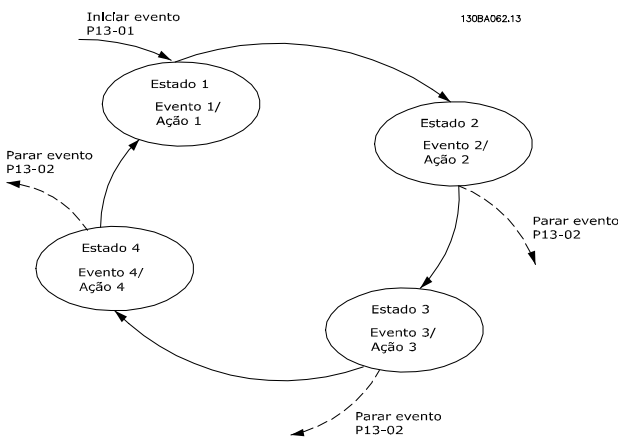 Iniciar evento
P13-01
130BA062.13
Estado 1
Evento 1/
Ação 1
Estado 2
Evento 2/
Ação 2
Parar evento
P13-02
Estado 4
Evento 4/
Ação 4
Parar evento
P13-02
Estado 3
Evento 3/
Ação 3
Parar evento
P13-02